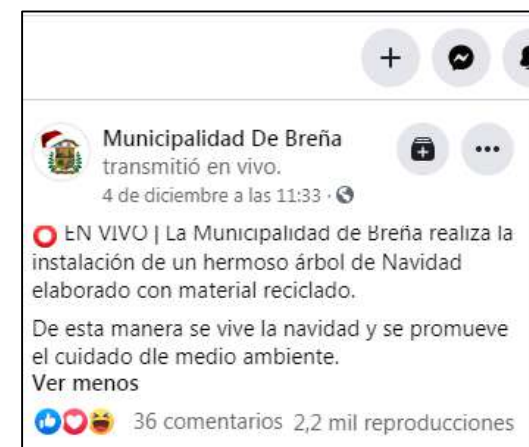 Municipalidad De Breña
transmitió en vivo.
4 de diciembre a las 11:33 ·
EN VIVO | La Municipalidad de Breña realiza la
instalación de un hermoso árbol de Navidad
elaborado con material reciclado.
De esta manera se vive la navidad y se promueve
el cuidado dle medio ambiente.
Ver menos
36 comentarios 2,2 mil reproducciones